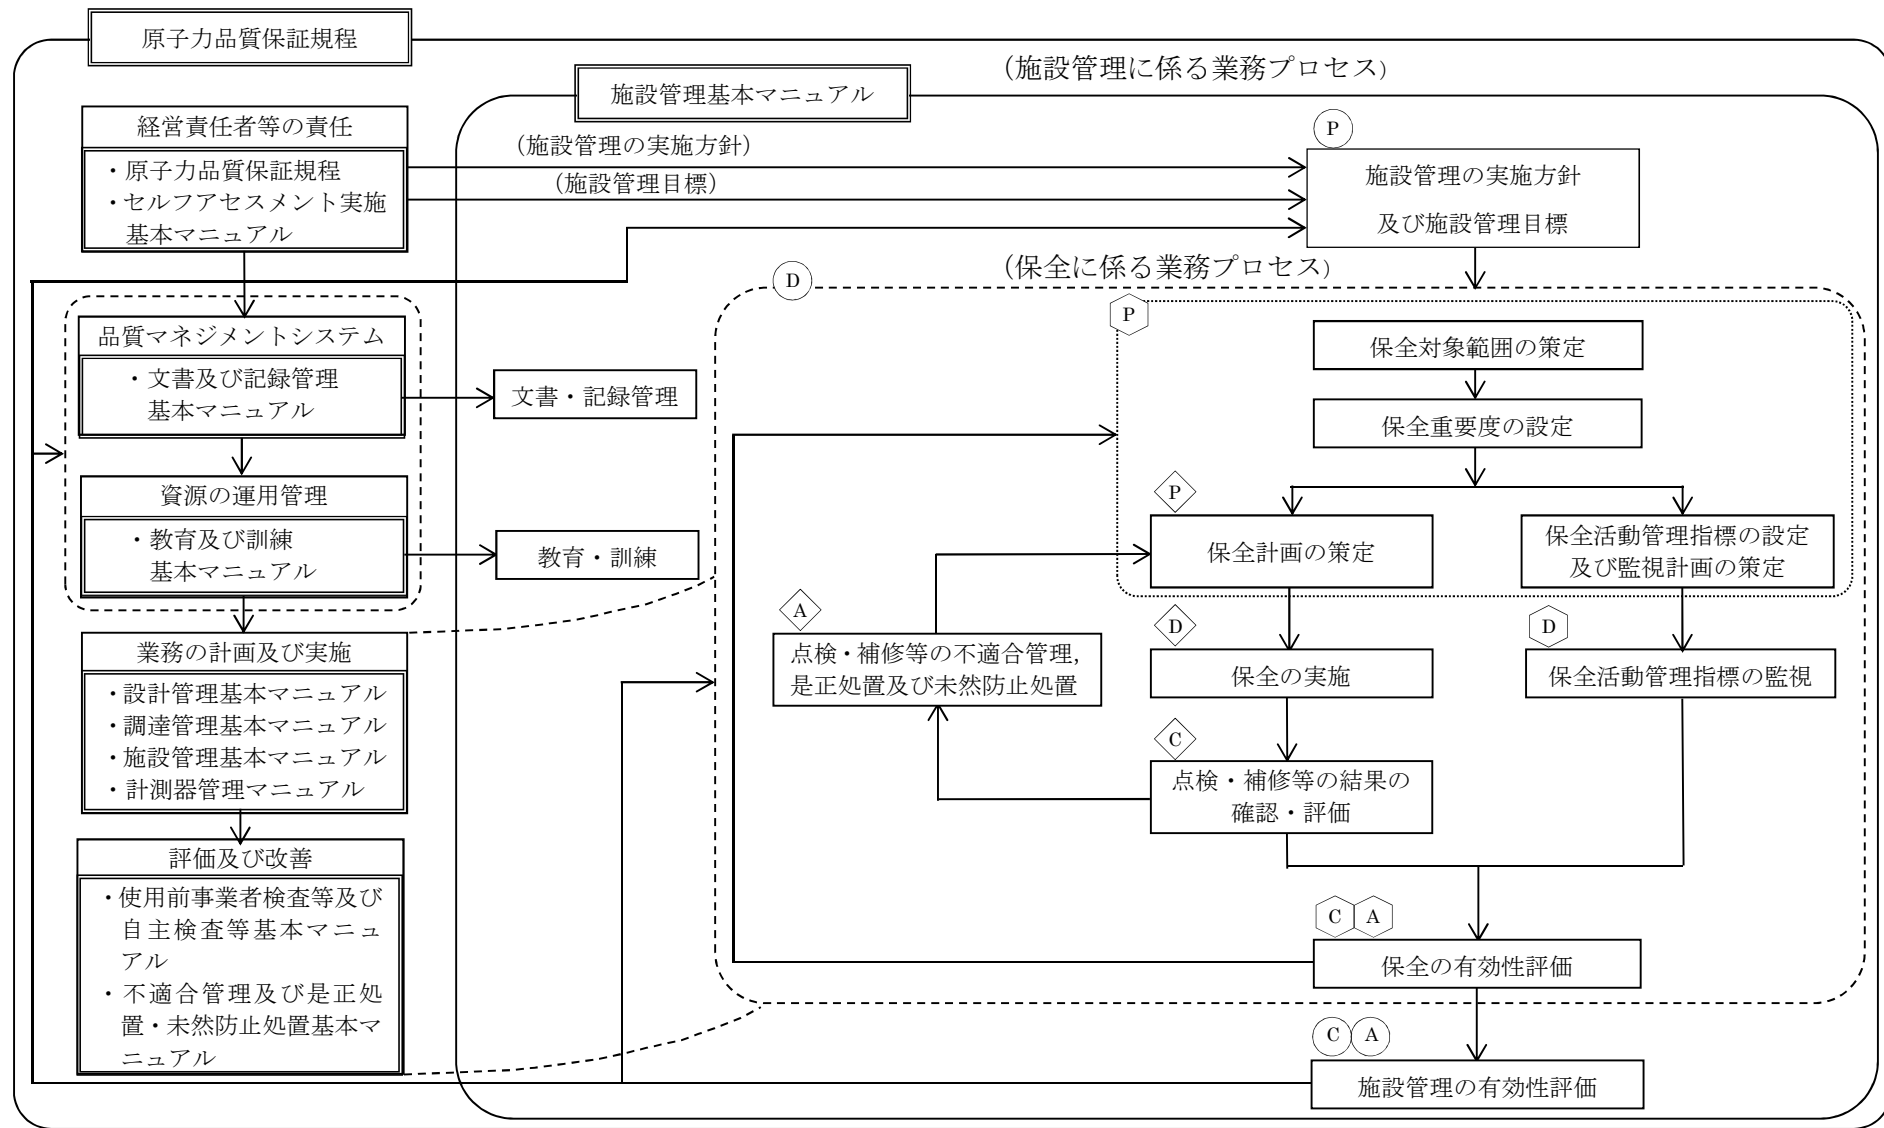 原子力品質保証規程
(施設管理に係る業務プロセス)
施設管理基本マニュアル
経営責任者等の責任
・原子力品質保証規程
・セルフアセスメント実施
基本マニュアル
(施設管理の実施方針)
(施設管理目標)
P
施設管理の実施方針
及び施設管理目標
(保全に係る業務プロセス)
D
P
品質マネジメントシステム
・文書及び記録管理
基本マニュアル
文書・記録管理
資源の運用管理
・教育及び訓練
基本マニュアル
教育・訓練
保全対象範囲の策定
保全重要度の設定
P
保全計画の策定
保全活動管理指標の設定
及び監視計画の策定
A
点検・補修等の不適合管理,
是正処置及び未然防止処置
D
保全の実施
D
保全活動管理指標の監視
C
点検・補修等の結果の
確認・評価
業務の計画及び実施
・設計管理基本マニュアル
・調達管理基本マニュアル
・施設管理基本マニュアル
・計測器管理マニュアル
評価及び改善
・使用前事業者検査等及び
自主検査等基本マニュ
アル
・不適合管理及び是正処
置・未然防止処置基本マ
ニュアル
C A
保全の有効性評価
C A
施設管理の有効性評価